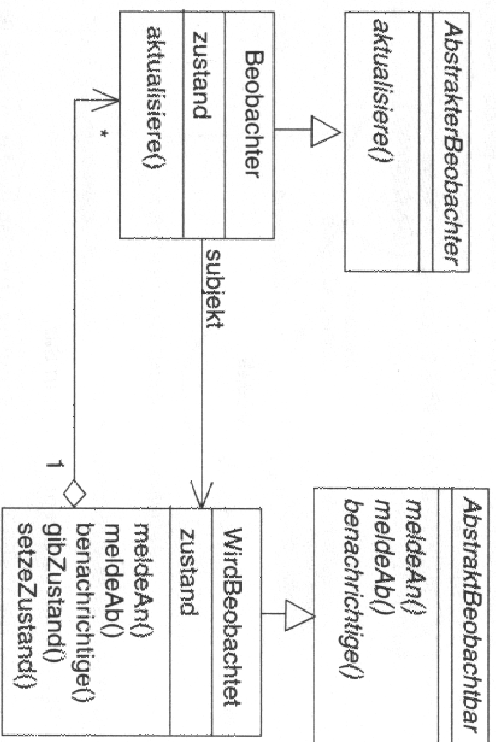 AbstrakterBeobachter
aktualisiere()
AbstraktBeobachtbar
meldeAn()
meldeAb()
benachrichtige()
Beobachter
zustand
aktualisiere()
subjekt
*
1
WirdBeobachtet
zustand
meldeAn()
meldeAb()
benachrichtige()
gibZustand()
setzeZustand()